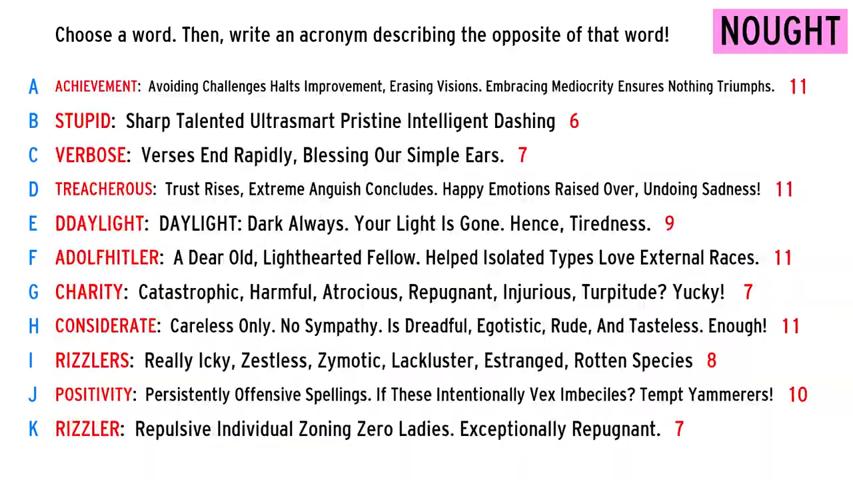 Choose a word. Then, write an acronym describing the opposite of that word! NOUGHT
A ACHIEVEMENT: Avoiding Challenges Halts Improvement, Erasing Visions. Embracing Mediocrity Ensures Nothing Triumphs. 11
B STUPID: Sharp Talented Ultrasmart Pristine Intelligent Dashing 6
C VERBOSE: Verses End Rapidly, Blessing Our Simple Ears. 7
D TREACHEROUS: Trust Rises, Extreme Anguish Concludes. Happy Emotions Raised Over, Undoing Sadness! 11
E DDAYLIGHT: DAYLIGHT: Dark Always. Your Light Is Gone. Hence, Tiredness. 9
F ADOLFHITLER: A Dear Old, Lighthearted Fellow. Helped Isolated Types Love External Races. 11
G CHARITY: Catastrophic, Harmful, Atrocious, Repugnant, Injurious, Turpitude? Yucky! 7
H CONSIDERATE: Careless Only. No Sympathy. Is Dreadful, Egotistic, Rude, And Tasteless. Enough! 11
I RIZZLERS: Really Icky, Zestless, Zymotic, Lackluster, Estranged, Rotten Species 8
J POSITIVITY: Persistently Offensive Spellings. If These Intentionally Vex Imbeciles? Tempt Yammerers! 10
K RIZZLER: Repulsive Individual Zoning Zero Ladies. Exceptionally Repugnant. 7